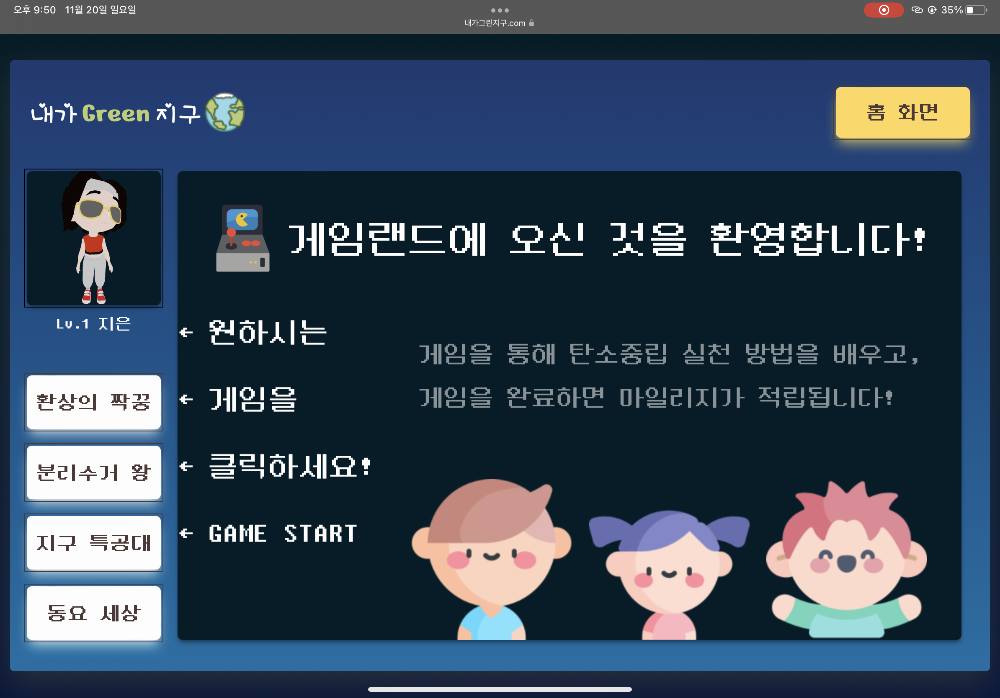 오후 9:50 11월 20일 일요일
35%
내가그린지구.com
내가 Green 지구
홈 화면
게임랜드에 오신 것을 환영합니다!
Lv.1 지은
← 원하시는
← 게임을
← 클릭하세요!
← GAME START
게임을 통해 탄소중립 실천 방법을 배우고,
게임을 완료하면 마일리지가 적립됩니다!
환상의 짝꿍
분리수거 왕
지구 특공대
동요 세상